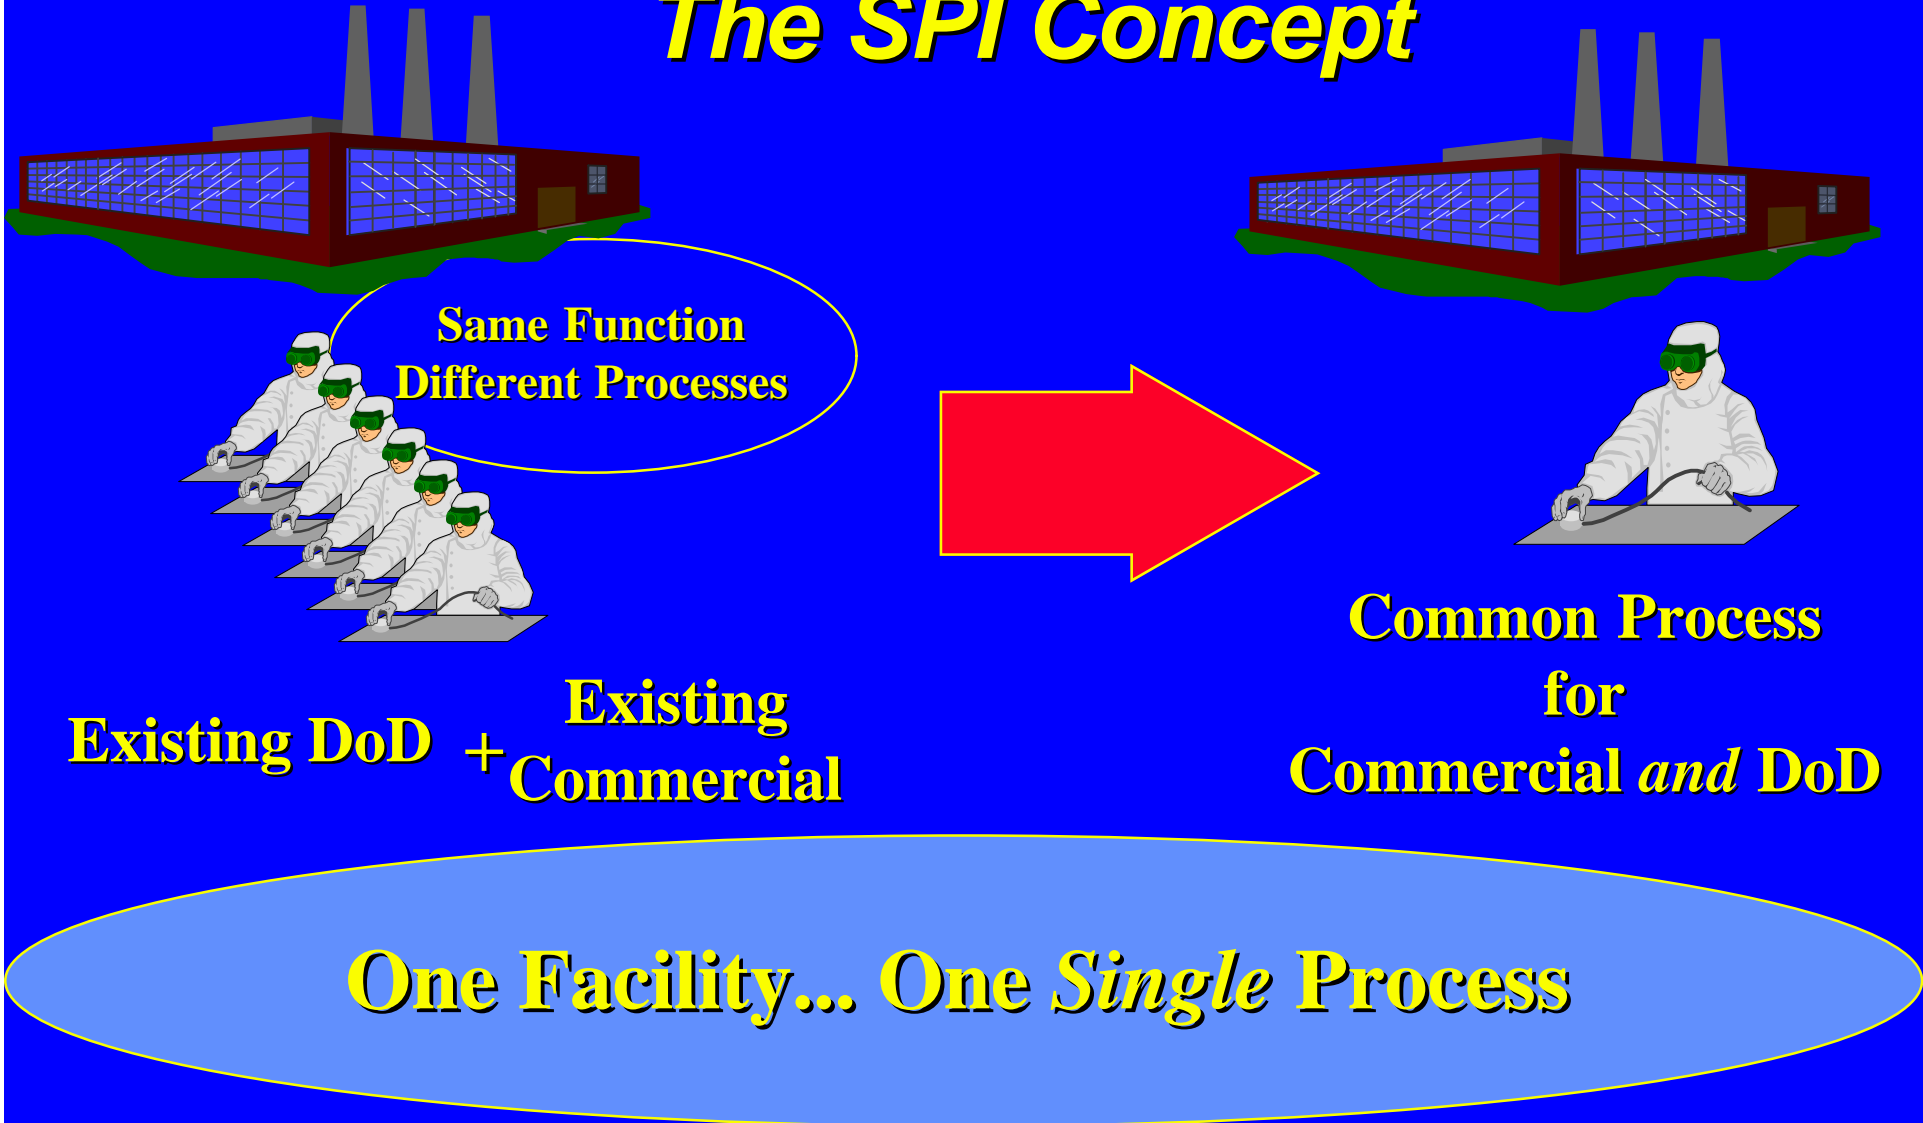 The SPI Concept
Same Function
Different Processes
Existing DoD +
Existing
Commercial
Common Process
for
Commercial and DoD
One Facility... One Single Process